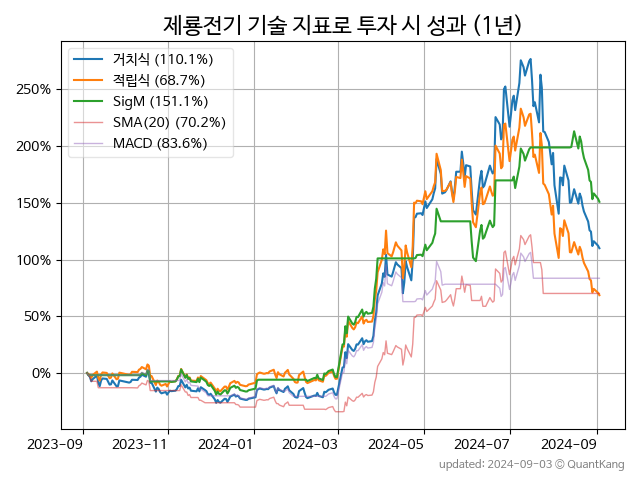 제룡전기 기술 지표로 투자 시 성과 (1년)
거치식 (110.1%)
적립식 (68.7%)
SigM (151.1%)
SMA(20) (70.2%)
MACD (83.6%)
250%
200%
150%
100%
50%
0%
2023-09 2023-11 2024-01 2024-03 2024-05 2024-07 2024-09
updated: 2024-09-03 © QuantKang